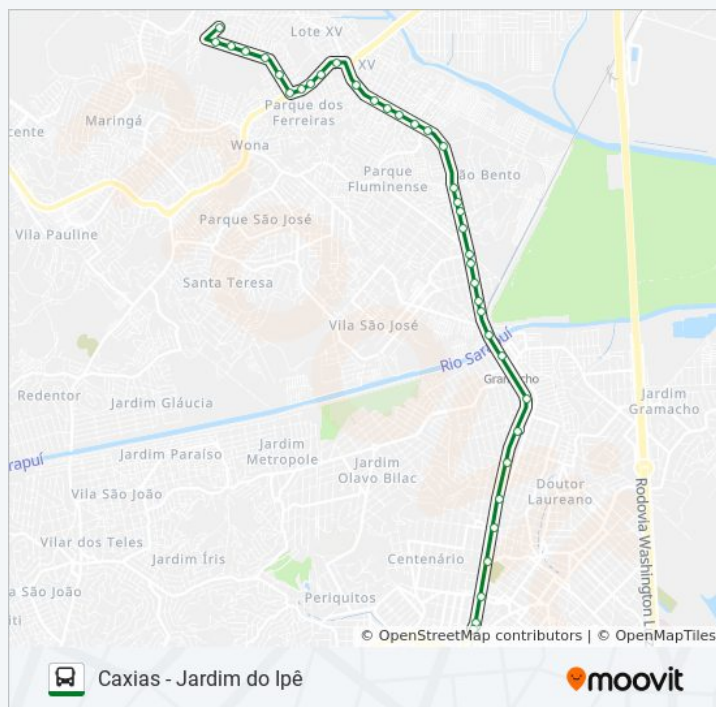 Lote XV
XV
Parque dos
Ferreiras
Maringá
cente
Wona
Parque
Fluminense
ão Bento
Parque São José
Vila Pauline
Santa Teresa
Vila São José
Rio Sarapuí
Redentor
Gramacho
Jardim Gláucia
Jardim
Gramacho
arapuí
Jardim Paraíso
Jardim
Metropole
Jardim
Olavo Bilac
Vila São João
Doutor
Laureano
Rodovia Washington L
Vilar dos Teles
Jardim Íris
Centenário
a São João
Periquitos
iti
© OpenStreetMap contributors | © OpenMapTiles
Caxias - Jardim do Ipê
moovit